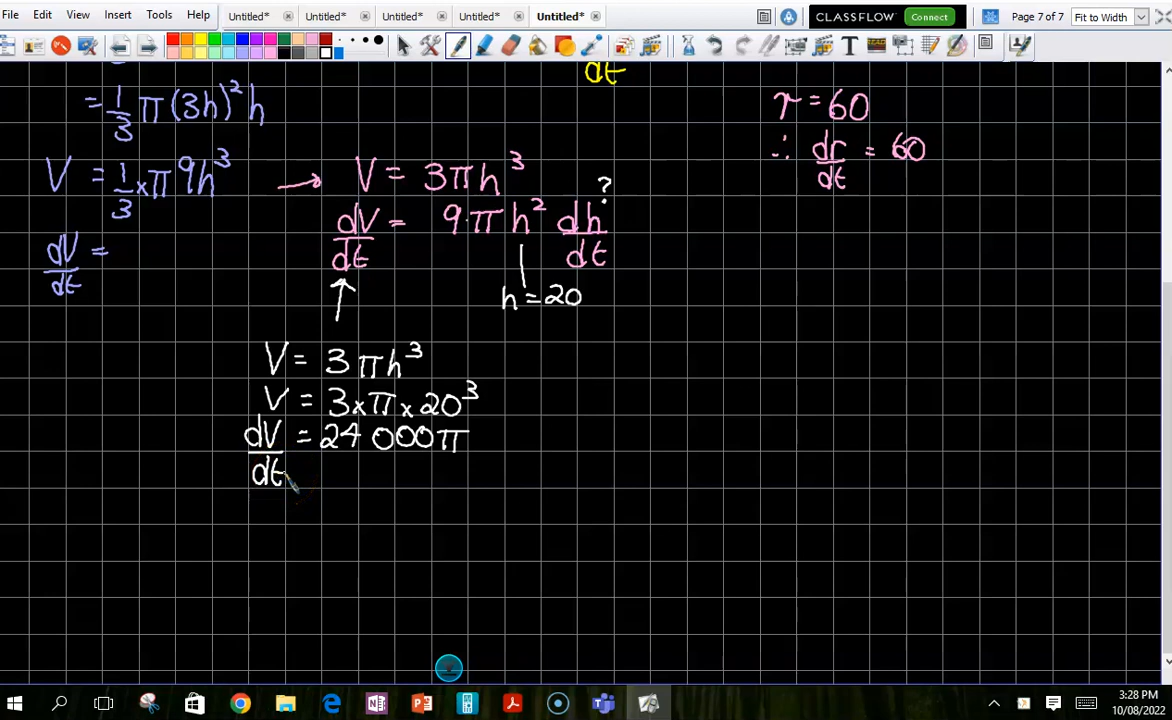 File Edit View Insert Tools Help
Untitled* Untitled* Untitled* Untitled* Untitled*
CLASSFLOW Connect
Page 7 of 7 Fit to Width
dt
= 1/3 π (3h)² h
r = 60
∴ dr/dt = 60
V = 1/3 × π 9h³
→ V = 3πh³
?
dV/dt =
dV/dt = 9·π h² dh/dt
h = 20
V = 3πh³
V = 3×π×20³
dV/dt = 24 000π
3:28 PM
10/08/2022